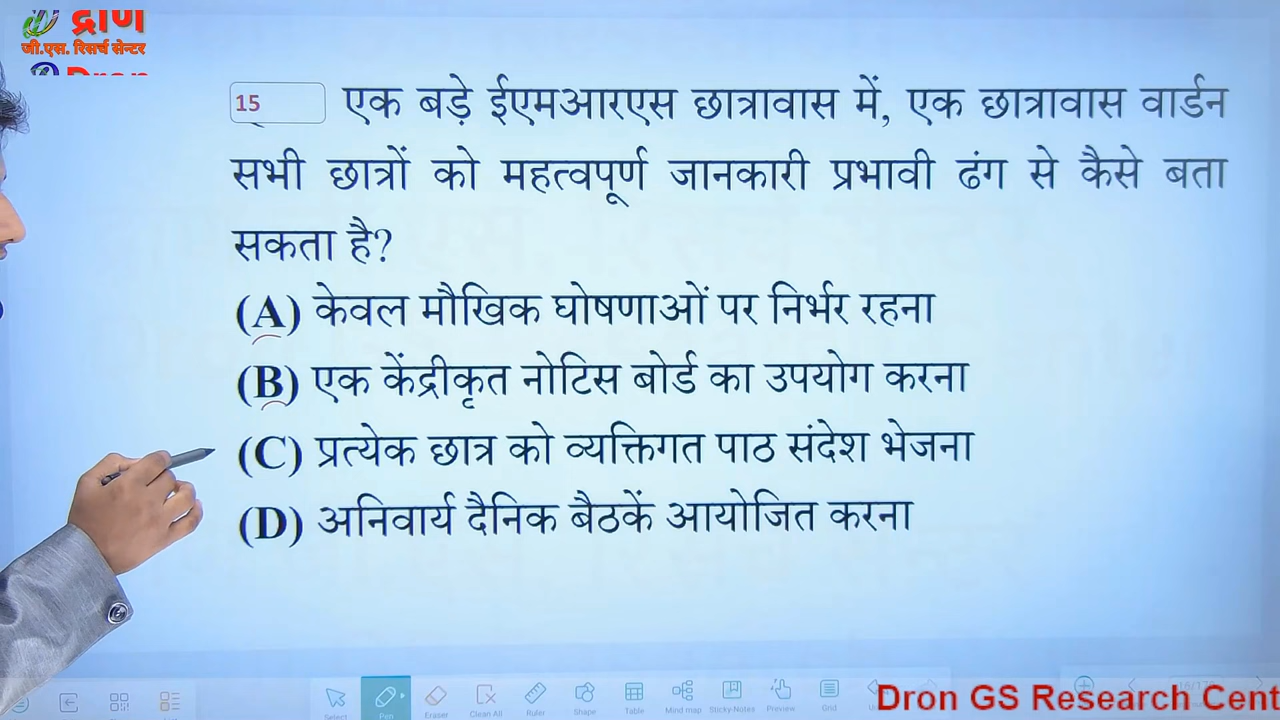 द्रोण
जी.एस. रिसर्च सेन्टर
Dron
15 एक बड़े ईएमआरएस छात्रावास में, एक छात्रावास वार्डन
सभी छात्रों को महत्वपूर्ण जानकारी प्रभावी ढंग से कैसे बता
सकता है?
(A) केवल मौखिक घोषणाओं पर निर्भर रहना
(B) एक केंद्रीकृत नोटिस बोर्ड का उपयोग करना
(C) प्रत्येक छात्र को व्यक्तिगत पाठ संदेश भेजना
(D) अनिवार्य दैनिक बैठकें आयोजित करना
Select Pen Eraser Clean All Ruler Shape Table Mind map Sticky-Notes Preview Grid
Dron GS Research Cent